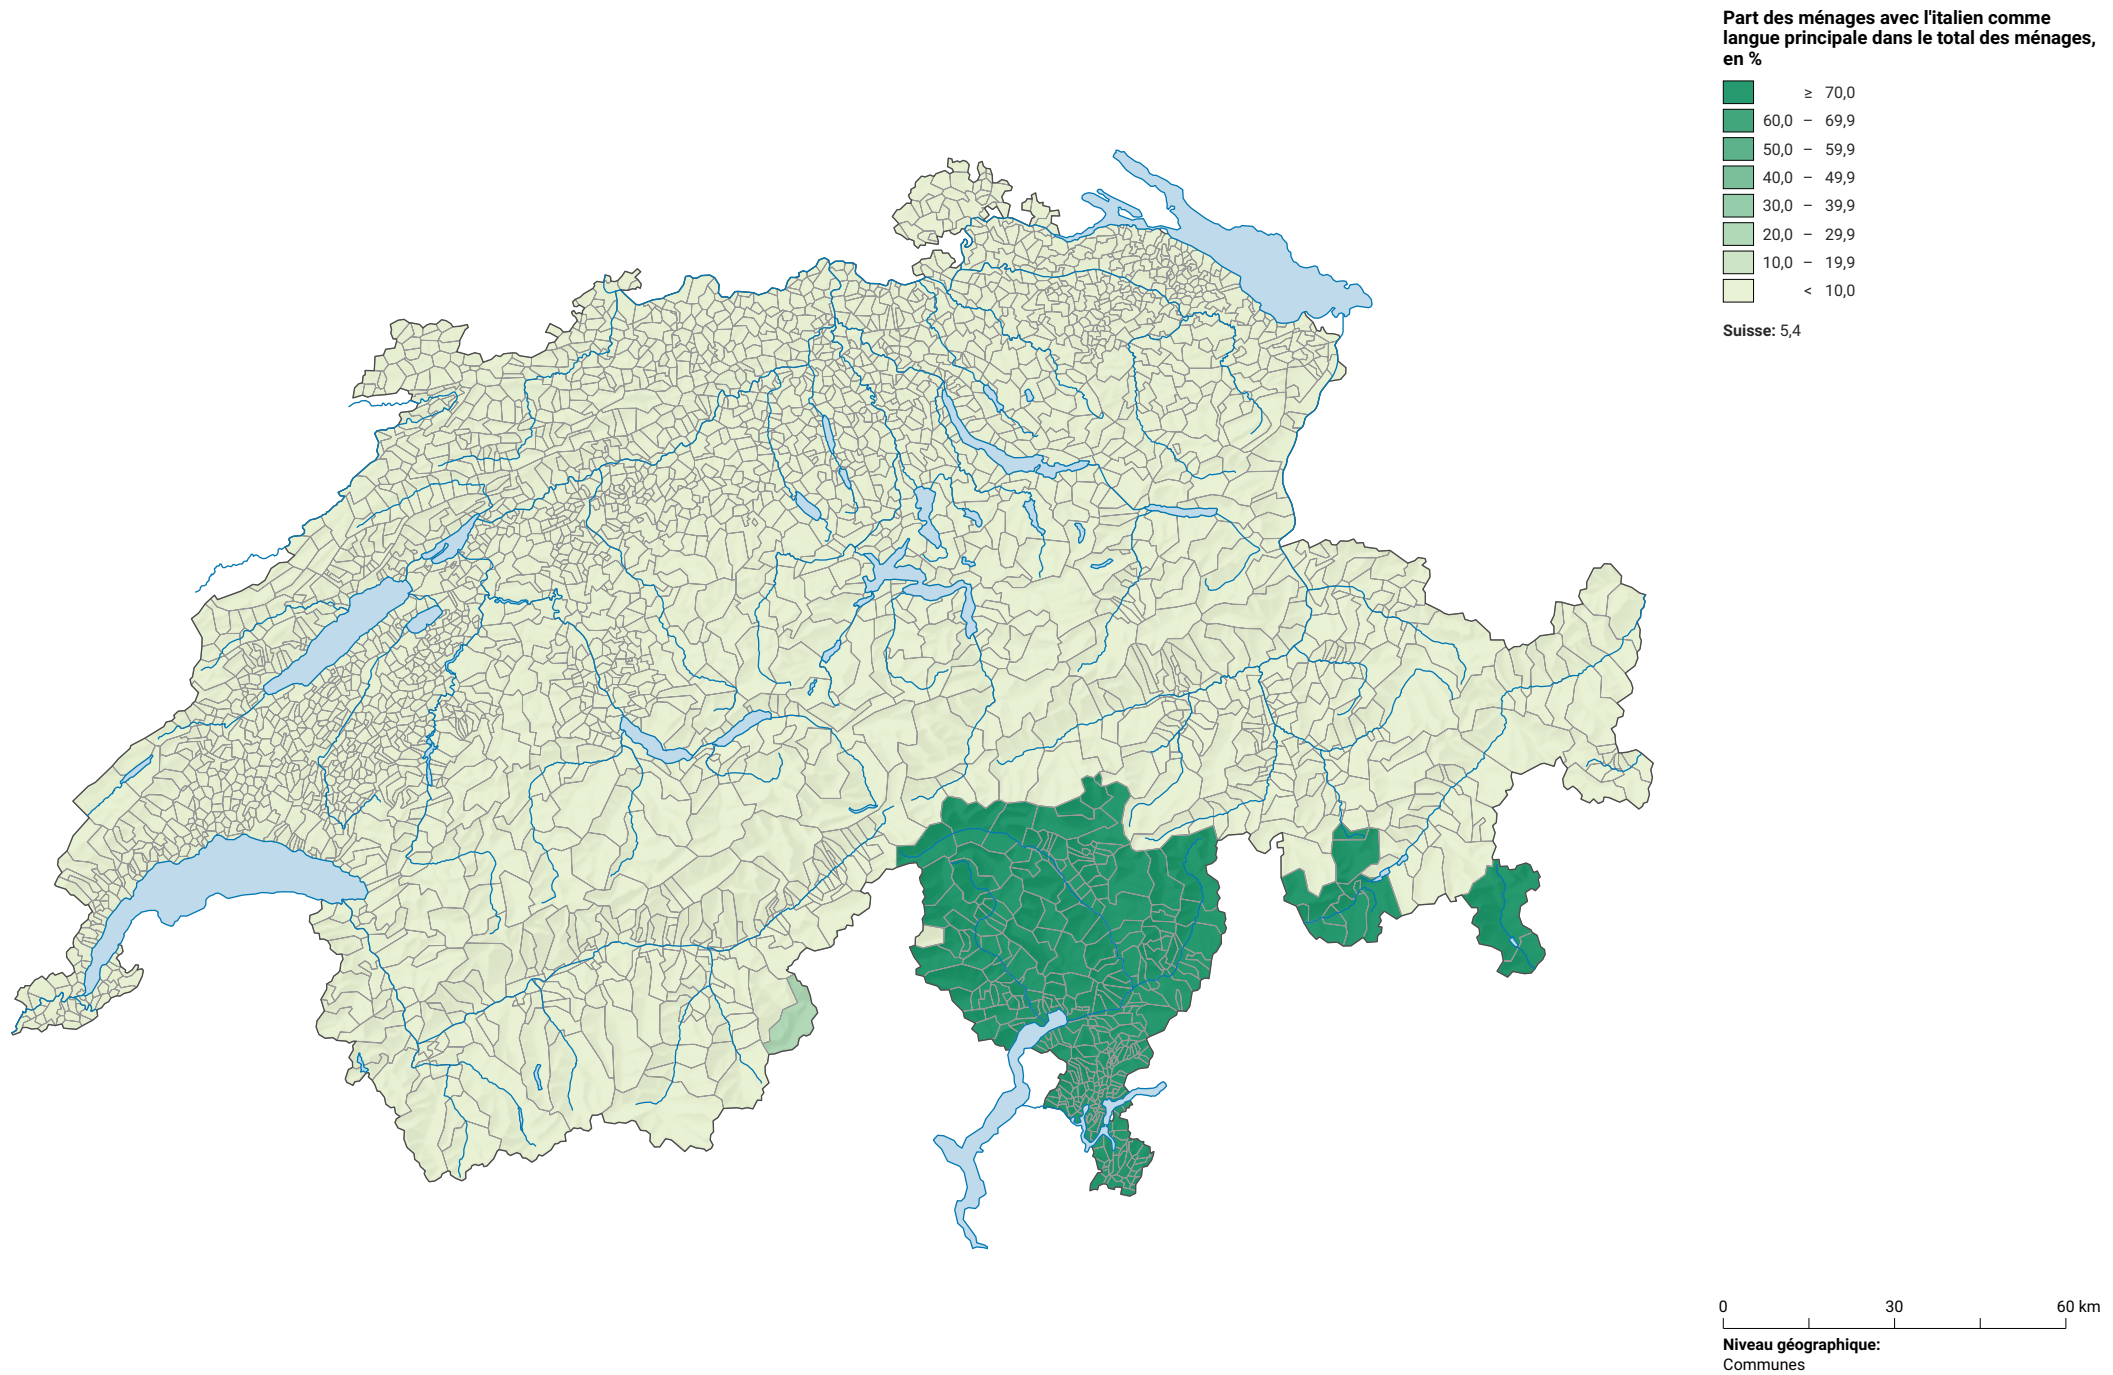 Part des ménages avec l'italien comme
langue principale dans le total des ménages,
en %
≥ 70,0
60,0 – 69,9
50,0 – 59,9
40,0 – 49,9
30,0 – 39,9
20,0 – 29,9
10,0 – 19,9
< 10,0
Suisse: 5,4
0 30 60 km
Niveau géographique:
Communes